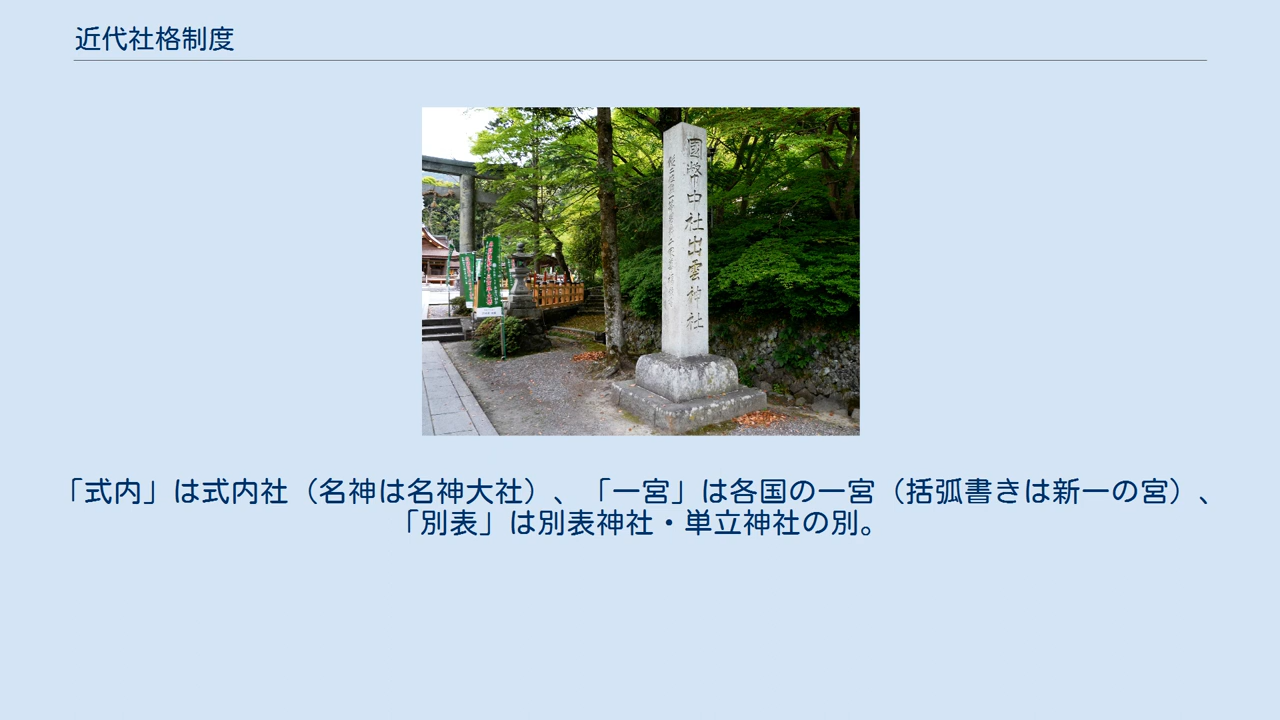 近代社格制度
國幣中社出雲神社
「式内」は式内社（名神は名神大社）、「一宮」は各国の一宮（括弧書きは新一の宮）、
「別表」は別表神社・単立神社の別。